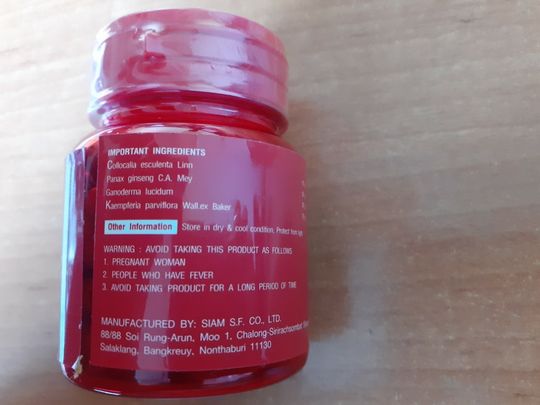 IMPORTANT INGREDIENTS
Collocalia esculenta Linn
Panax ginseng C.A. Mey
Ganoderma lucidum
Kaempferia parviflora Wall.ex Baker
Other Information Store in dry & cool condition, Protect from light
WARNING : AVOID TAKING THIS PRODUCT AS FOLLOWS
1. PREGNANT WOMAN
2. PEOPLE WHO HAVE FEVER
3. AVOID TAKING PRODUCT FOR A LONG PERIOD OF TIME
MANUFACTURED BY: SIAM S.F. CO., LTD.
88/88 Soi Rung-Arun, Moo 1, Chalong-Sirirachsombat
Salaklang, Bangkreuy, Nonthaburi 11130